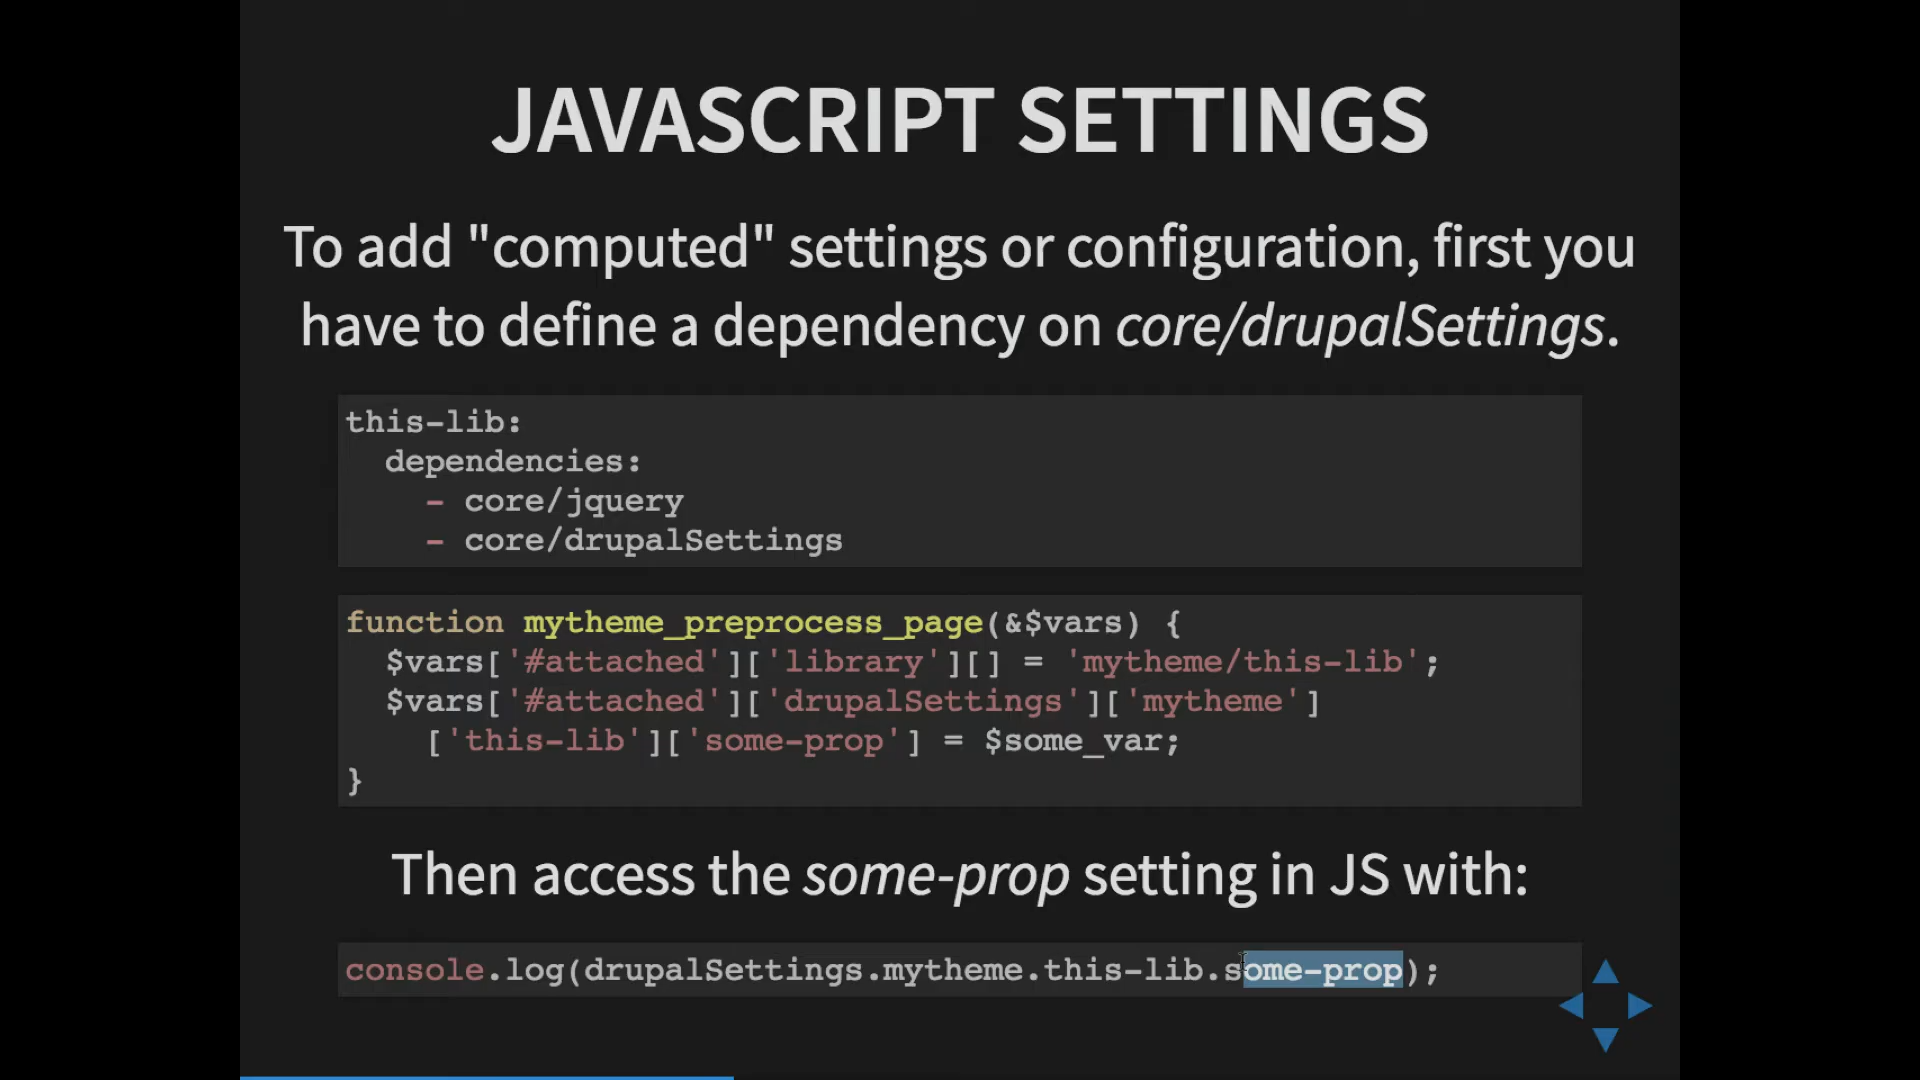 JAVASCRIPT SETTINGS
To add "computed" settings or configuration, first you
have to define a dependency on core/drupalSettings.
this-lib:
  dependencies:
    - core/jquery
    - core/drupalSettings
function mytheme_preprocess_page(&$vars) {
  $vars['#attached']['library'][] = 'mytheme/this-lib';
  $vars['#attached']['drupalSettings']['mytheme']
    ['this-lib']['some-prop'] = $some_var;
}
Then access the some-prop setting in JS with:
console.log(drupalSettings.mytheme.this-lib.some-prop);